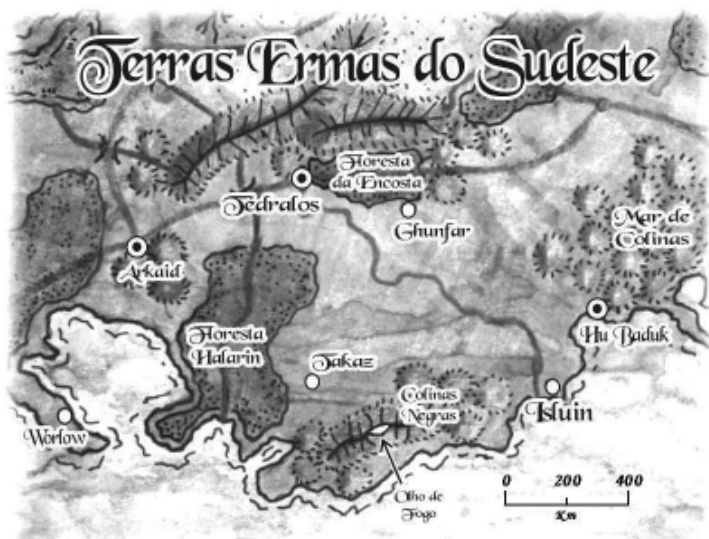 Terras Ermas do Sudeste
Floresta
da Encosta
Tedralos
Ghunfar
Mar de
Colinas
Arkaid
Hu Baduk
Floresta
Halarin
Takaz
Colinas
Negras
Isluin
Worlow
Olho de
Fogo
0 200 400
Km